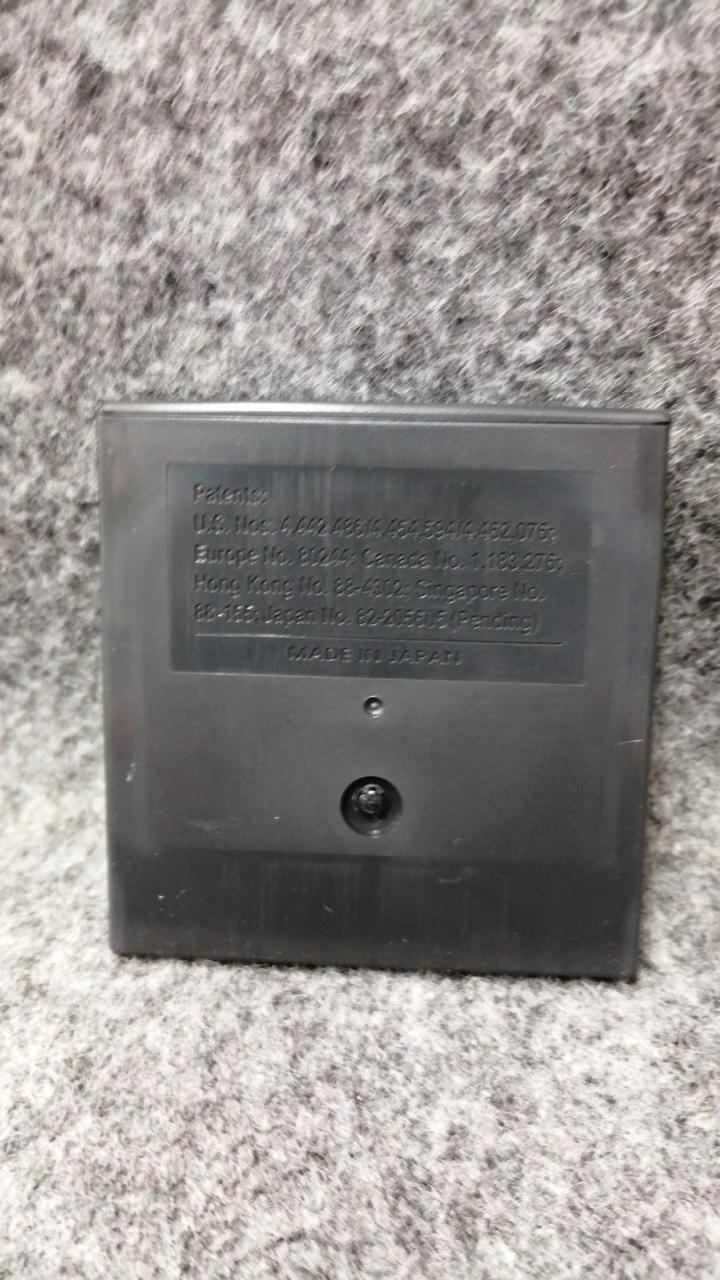 Patents:
U.S. Nos. 4,442,486/4,454,594/4,462,076;
Europe No. 80244; Canada No. 1,183,276;
Hong Kong No. 88-4302; Singapore No.
88-155; Japan No. 82-205605 (Pending)
MADE IN JAPAN